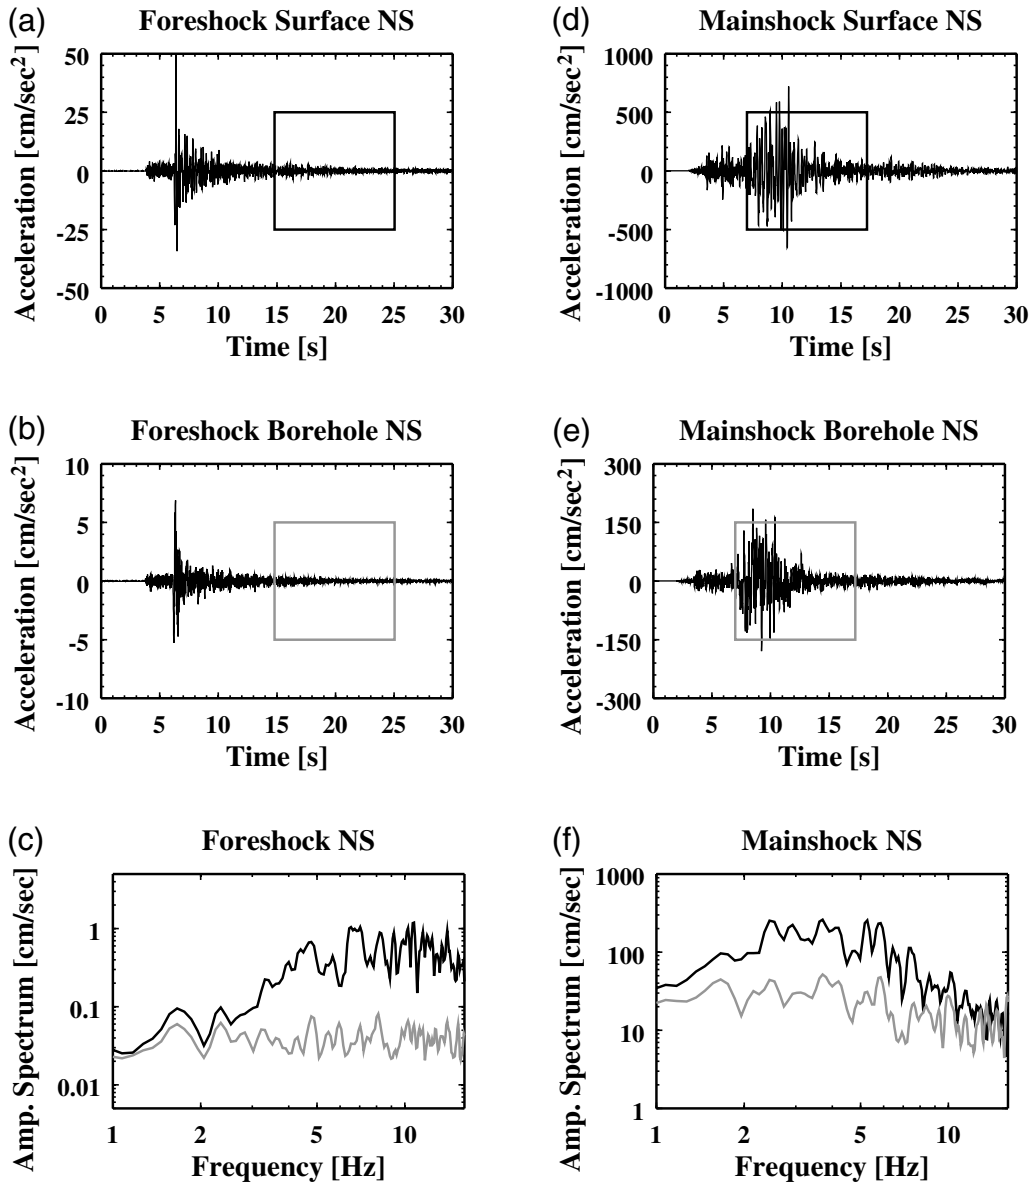 (a) Foreshock Surface NS
Acceleration [cm/sec²]
50
25
0
-25
-50
0 5 10 15 20 25 30
Time [s]
(d) Mainshock Surface NS
Acceleration [cm/sec²]
1000
500
0
-500
-1000
0 5 10 15 20 25 30
Time [s]
(b) Foreshock Borehole NS
Acceleration [cm/sec²]
10
5
0
-5
-10
0 5 10 15 20 25 30
Time [s]
(e) Mainshock Borehole NS
Acceleration [cm/sec²]
300
150
0
-150
-300
0 5 10 15 20 25 30
Time [s]
(c) Foreshock NS
Amp. Spectrum [cm/sec]
1
0.1
0.01
1 2 5 10
Frequency [Hz]
(f) Mainshock NS
Amp. Spectrum [cm/sec]
1000
100
10
1
1 2 5 10
Frequency [Hz]